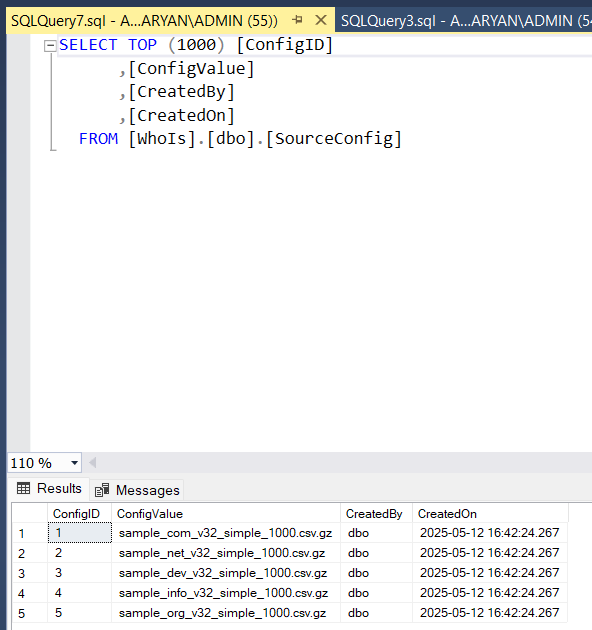 SQLQuery7.sql - A...ARYAN\ADMIN (55)) SQLQuery3.sql - A...ARYAN\ADMIN (54
SELECT TOP (1000) [ConfigID]
,[ConfigValue]
,[CreatedBy]
,[CreatedOn]
FROM [WhoIs].[dbo].[SourceConfig]
110 %
Results Messages
ConfigID ConfigValue CreatedBy CreatedOn
1 1 sample_com_v32_simple_1000.csv.gz dbo 2025-05-12 16:42:24.267
2 2 sample_net_v32_simple_1000.csv.gz dbo 2025-05-12 16:42:24.267
3 3 sample_dev_v32_simple_1000.csv.gz dbo 2025-05-12 16:42:24.267
4 4 sample_info_v32_simple_1000.csv.gz dbo 2025-05-12 16:42:24.267
5 5 sample_org_v32_simple_1000.csv.gz dbo 2025-05-12 16:42:24.267